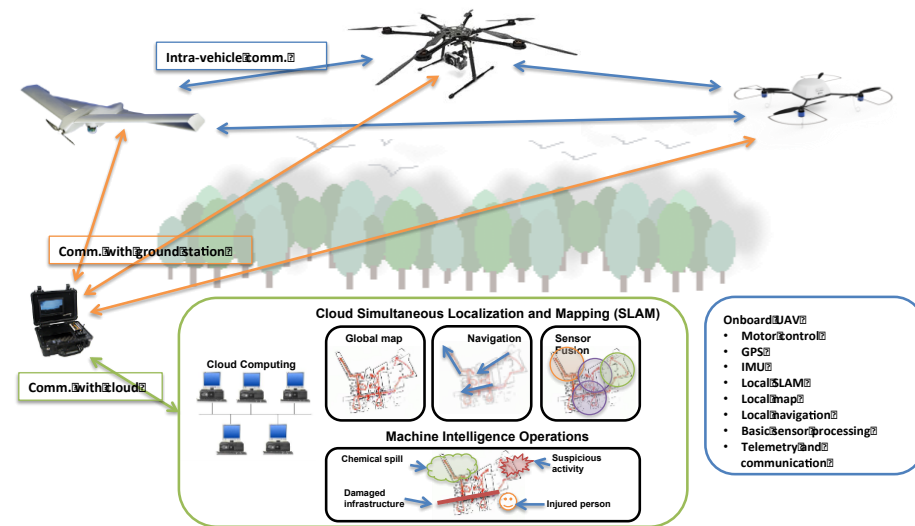 Intra-vehicle comm.
Comm. with ground station
Comm. with cloud
Cloud Simultaneous Localization and Mapping (SLAM)
Cloud Computing
Global map
Navigation
Sensor
Fusion
Machine Intelligence Operations
Chemical spill
Suspicious
activity
Damaged
infrastructure
Injured person
Onboard UAV
• Motor control
• GPS
• IMU
• Local SLAM
• Local map
• Local navigation
• Basic sensor processing
• Telemetry and
communication